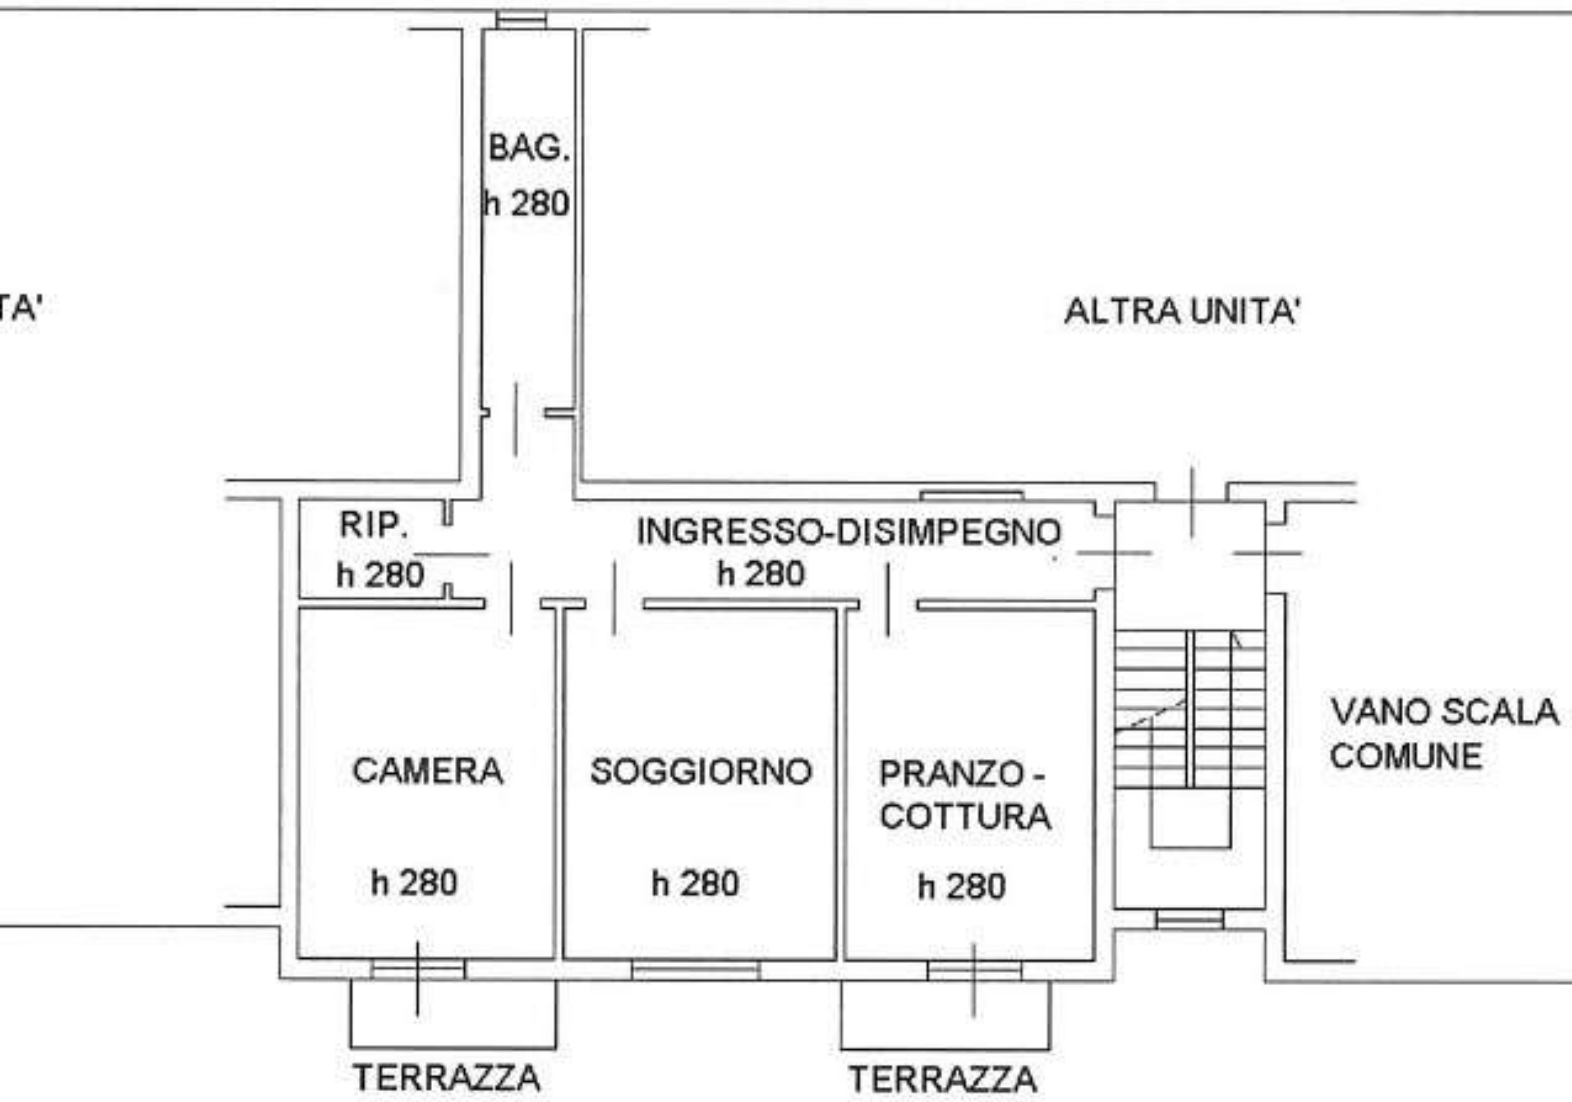 BAG.
h 280
TA'
ALTRA UNITA'
RIP.
h 280
INGRESSO-DISIMPEGNO
h 280
VANO SCALA
COMUNE
CAMERA
h 280
SOGGIORNO
h 280
PRANZO -
COTTURA
h 280
TERRAZZA
TERRAZZA